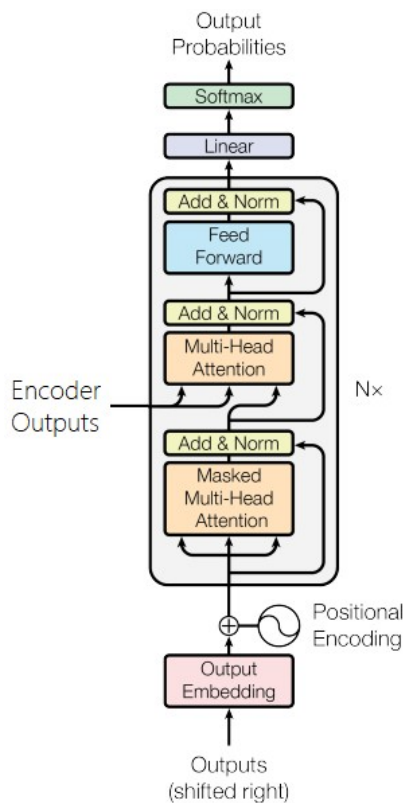 Output
Probabilities
Softmax
Linear
Add & Norm
Feed
Forward
Add & Norm
Multi-Head
Attention
Encoder
Outputs
N×
Add & Norm
Masked
Multi-Head
Attention
Positional
Encoding
Output
Embedding
Outputs
(shifted right)